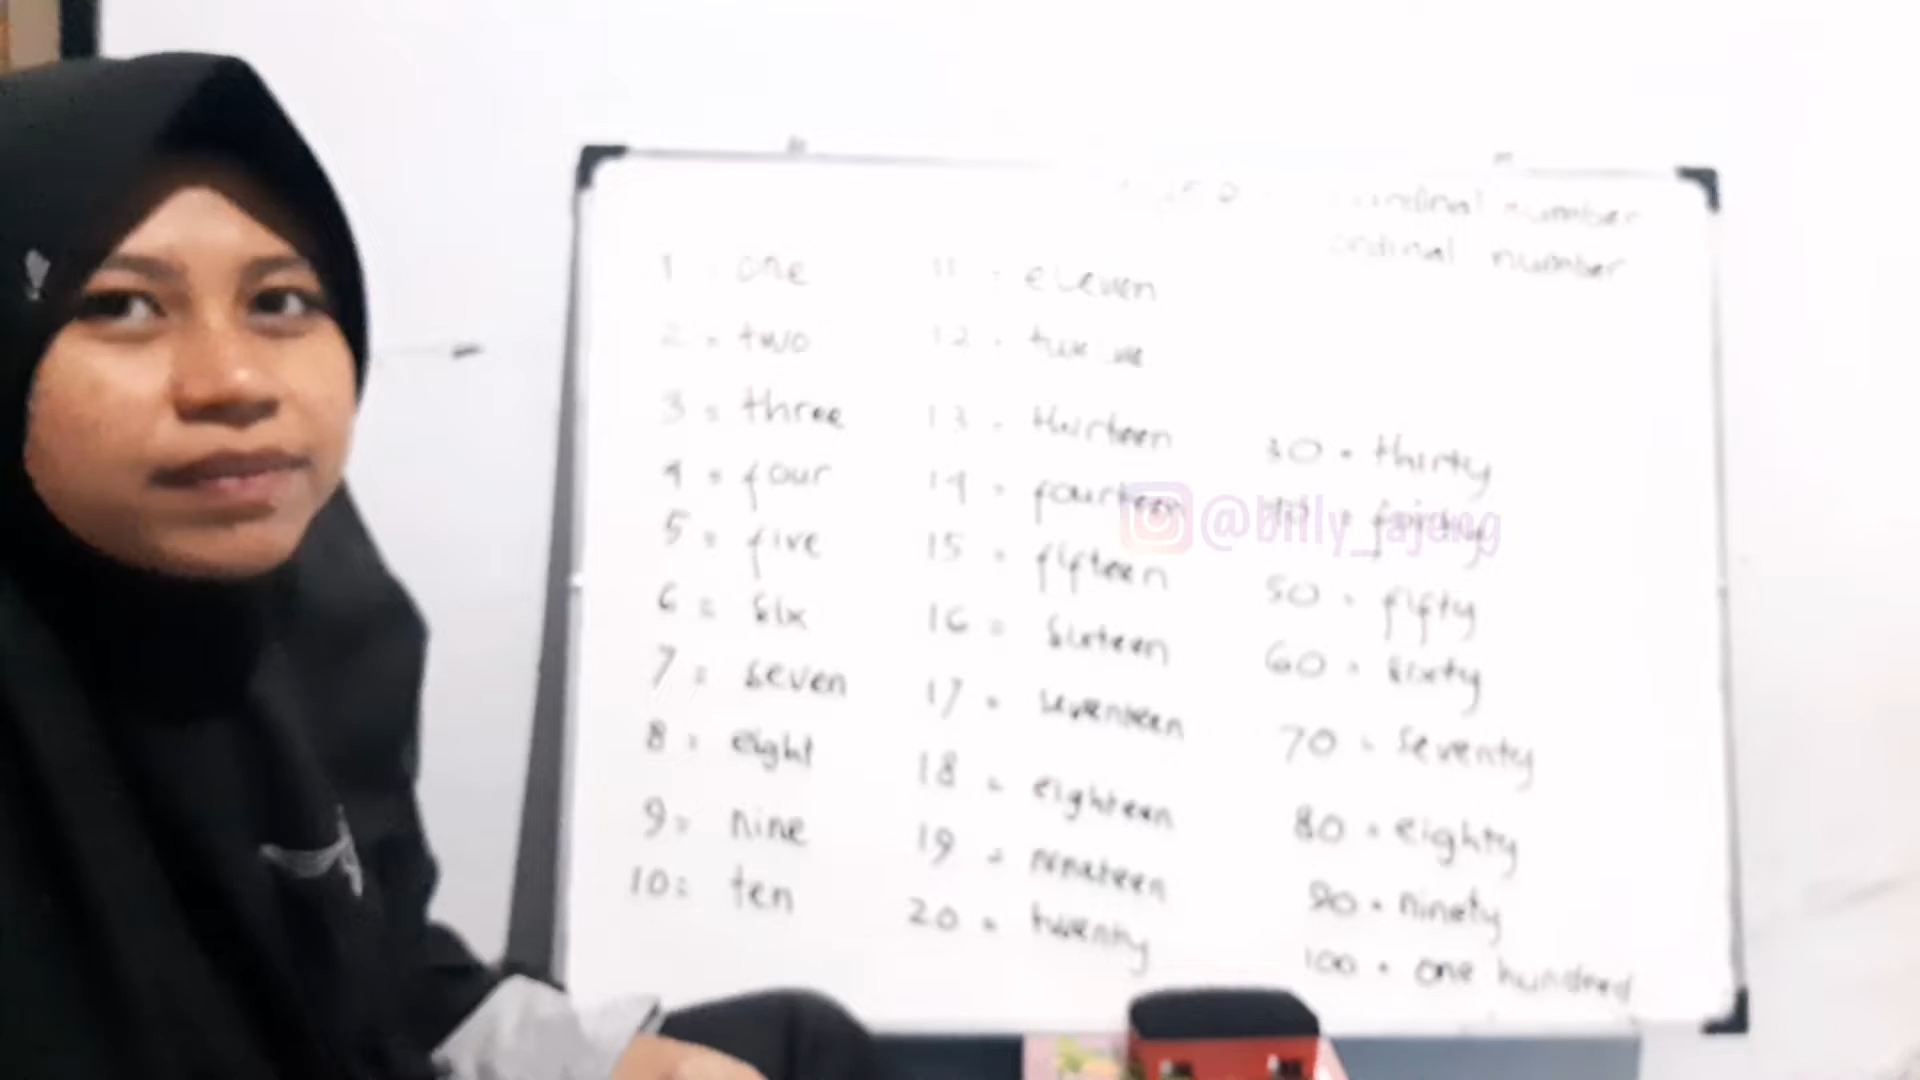 cardinal number
ordinal number
1 = one
2 = two
3 = three
4 = four
5 = five
6 = six
7 = seven
8 = eight
9 = nine
10 = ten
11 = eleven
12 = twelve
13 = thirteen
14 = fourteen
15 = fifteen
16 = sixteen
17 = seventeen
18 = eighteen
19 = nineteen
20 = twenty
30 = thirty
50 = fifty
60 = sixty
70 = seventy
80 = eighty
90 = ninety
100 = one hundred
@billy_ajang